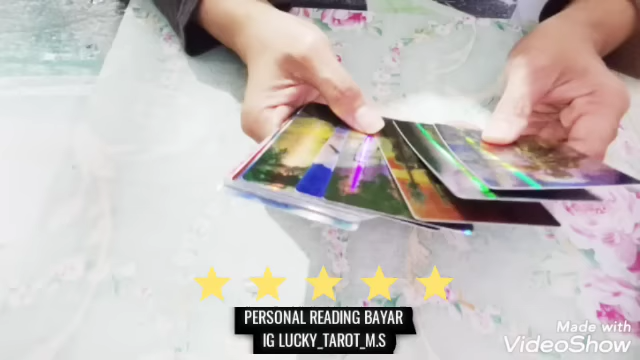 PERSONAL READING BAYAR
IG LUCKY_TAROT_M.S
Made with
VideoShow